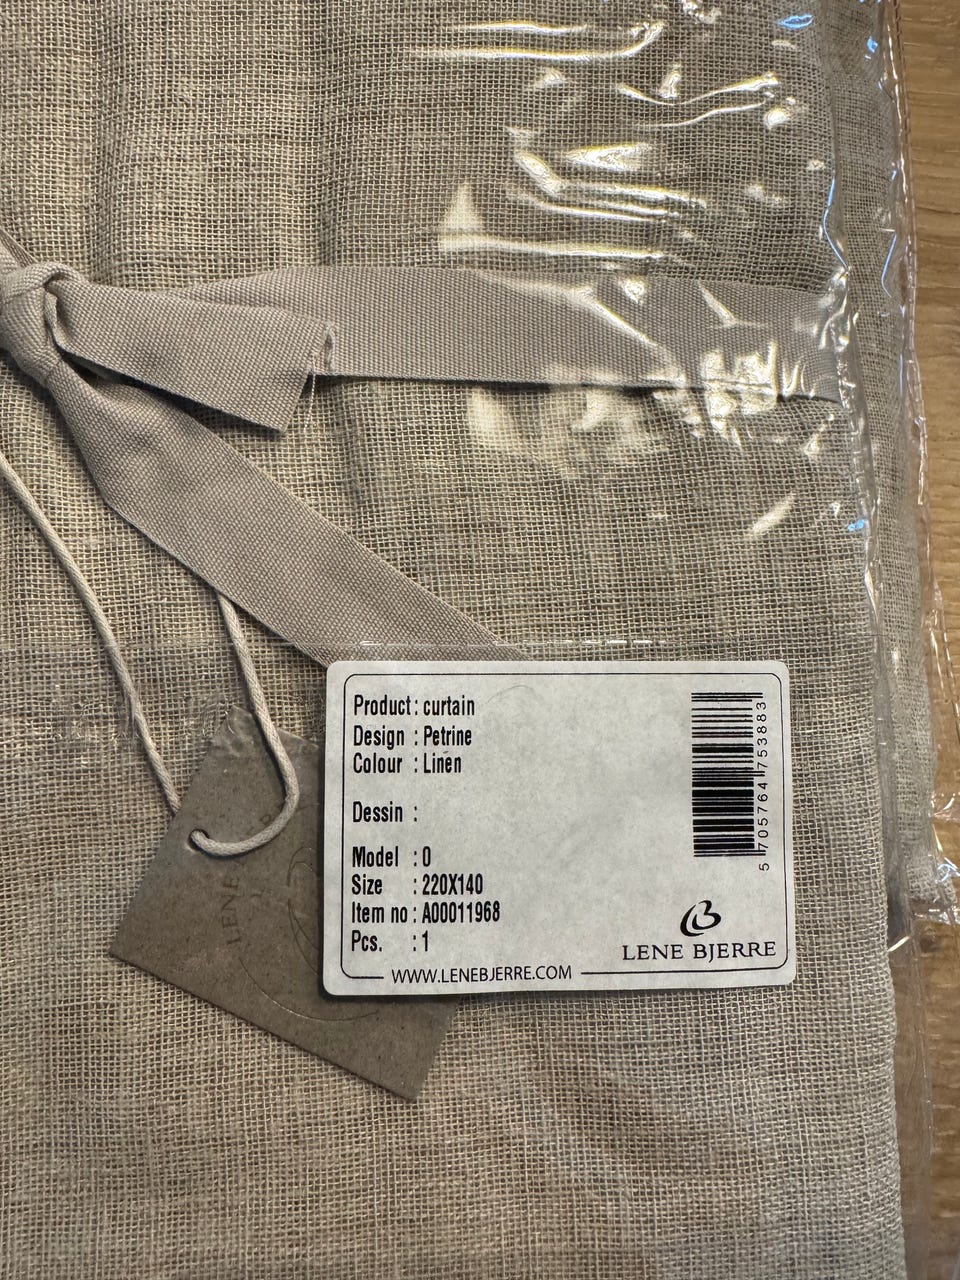 Product : curtain
Design : Petrine
Colour : Linen
Dessin :
Model : 0
Size : 220X140
Item no : A00011968
Pcs. : 1
WWW.LENEBJERRE.COM
5 705764 753883
LENE BJERRE
LENE